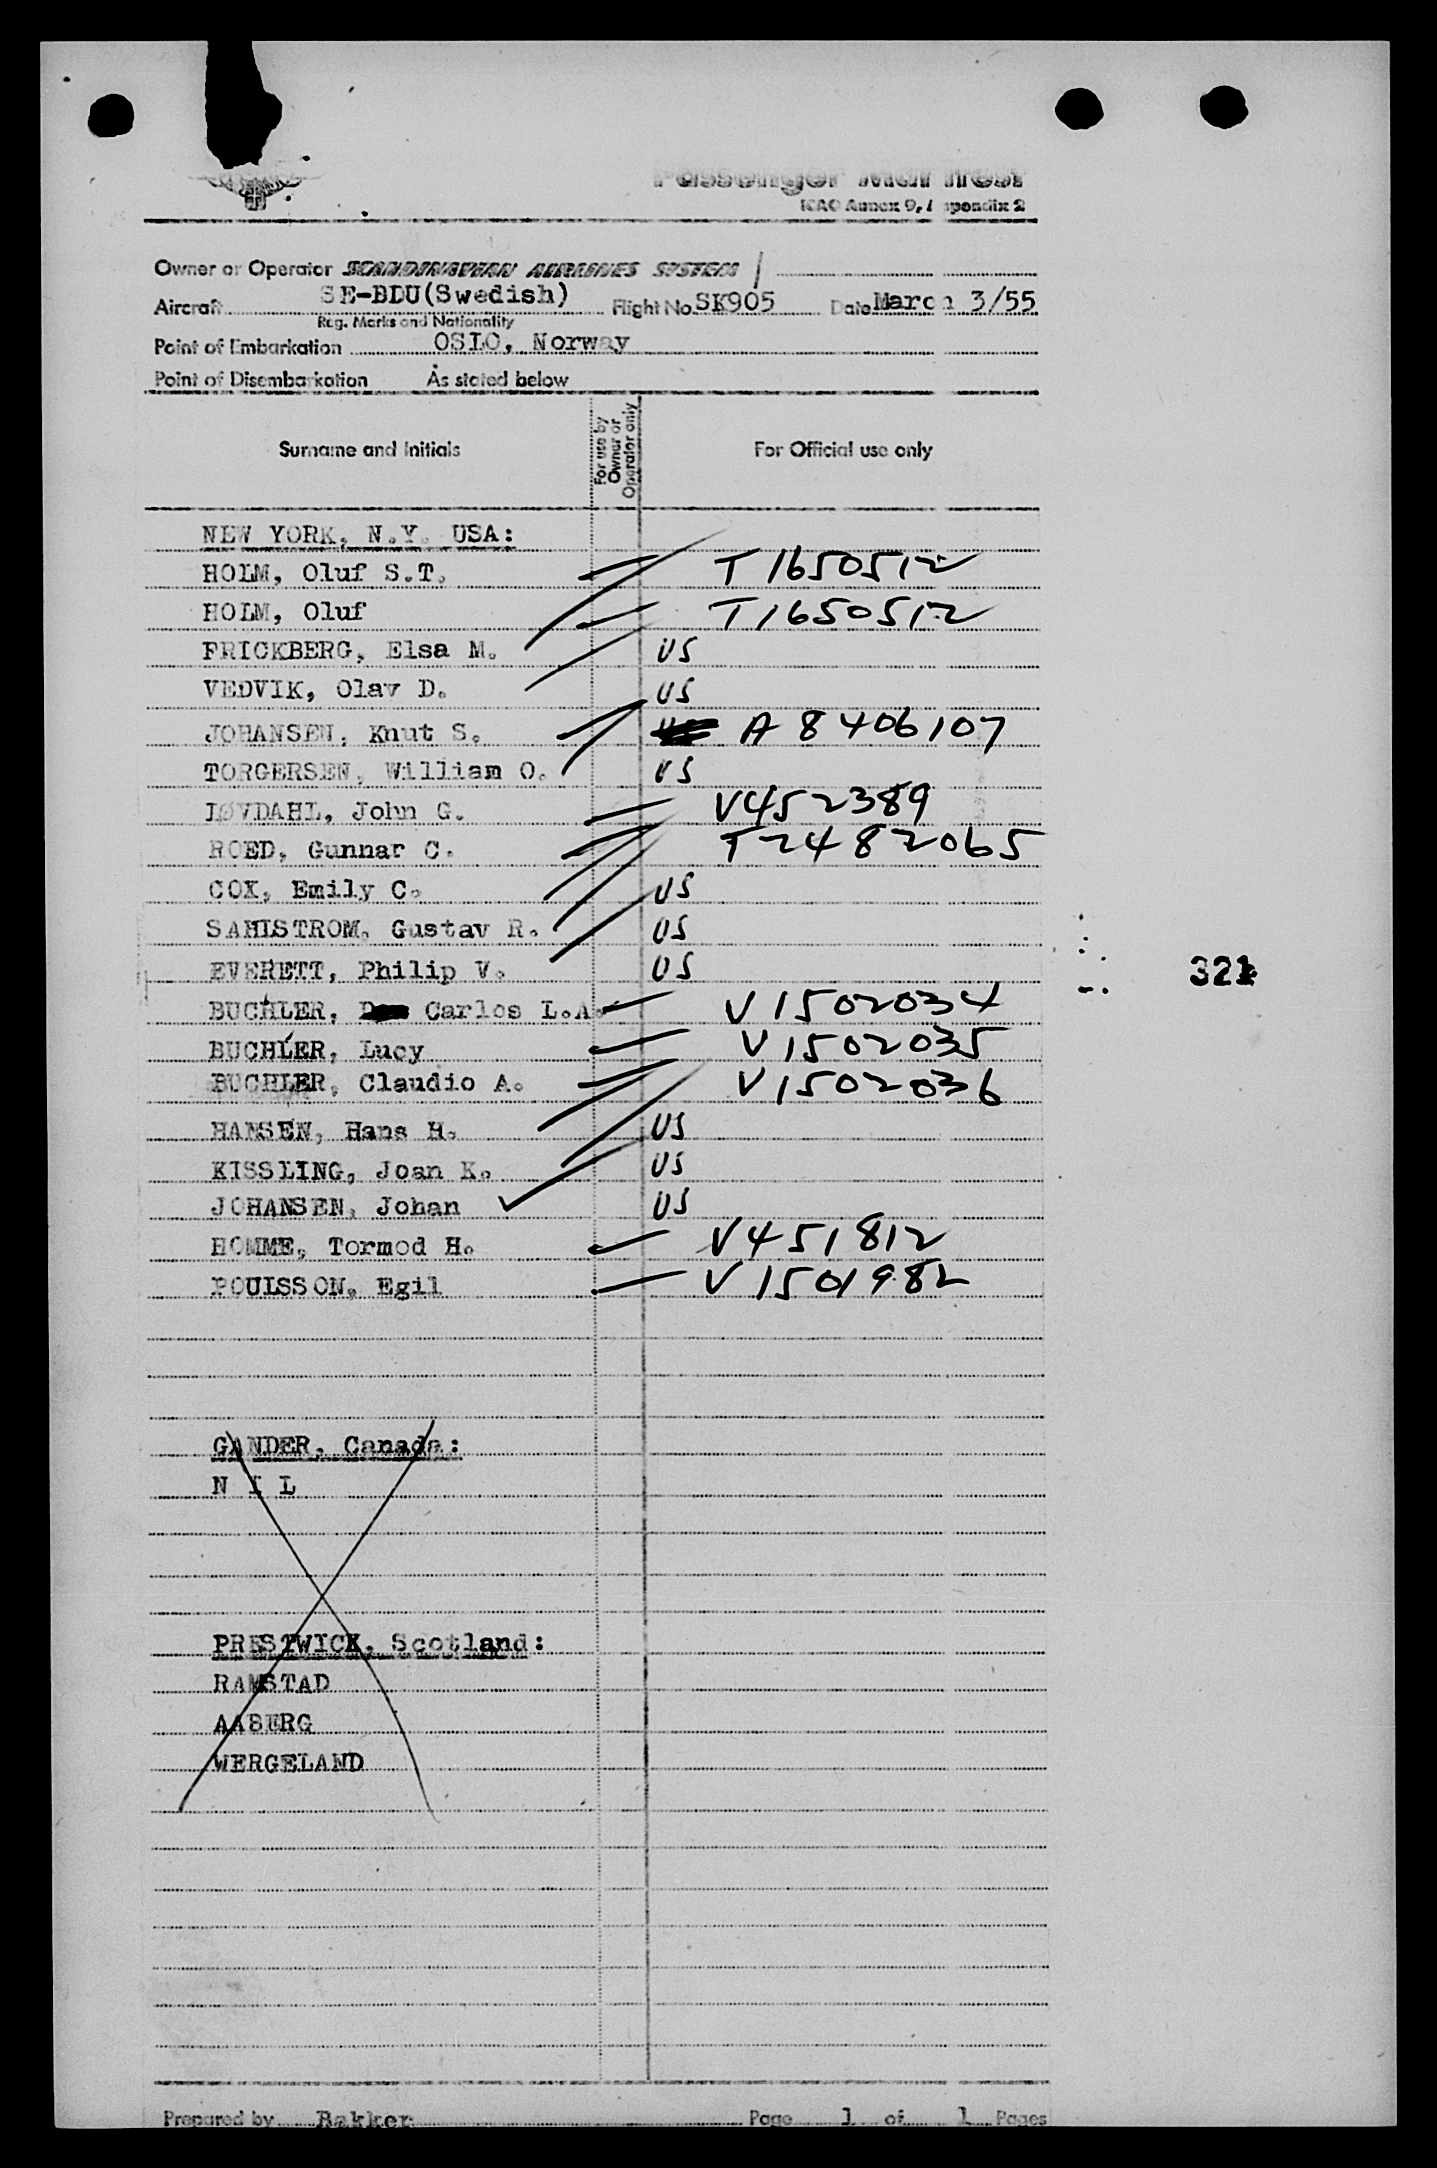 Passenger Manifest
ICAO Annex 9, Appendix 2
Owner or Operator SCANDINAVIAN AIRLINES SYSTEM
Aircraft SE-BDU(Swedish) Flight No. SK905 Date March 3/55
Reg. Marks and Nationality
Point of Embarkation OSLO, Norway
Point of Disembarkation As stated below
Surname and Initials For use by Owner or Operator only For Official use only
NEW YORK, N.Y. USA:
HOLM, Oluf S.T. T 1650512
HOLM, Oluf T1650512
FRICKBERG, Elsa M. US
VEDVIK, Olav D. US
JOHANSEN, Knut S. A 8406107
TORGERSEN, William O. US
LØVDAHL, John G. V452389
ROED, Gunnar C. T2482065
COX, Emily C. US
SAHLSTROM, Gustav R. US
EVERETT, Philip V. US
BUCHLER, Carlos L.A. V1502034
BUCHLER, Lucy V1502035
BUCHLER, Claudio A. V1502036
HANSEN, Hans H. US
KISSLING, Joan K. US
JOHANSEN, Johan US
HOMME, Tormod H. V451812
POULSSON, Egil V1501982
321
GANDER, Canada:
N I L
PRESTWICK, Scotland:
RAMSTAD
AABERG
WERGELAND
Prepared by Bakker Page 1 of 1 Pages